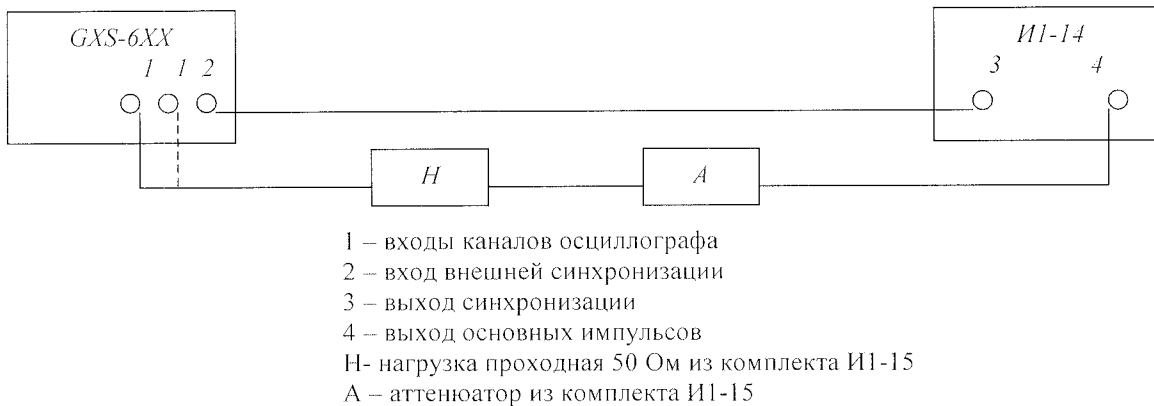 GXS-6XX
И1-14
1 1 2
3 4
Н
А
1 – входы каналов осциллографа
2 – вход внешней синхронизации
3 – выход синхронизации
4 – выход основных импульсов
Н- нагрузка проходная 50 Ом из комплекта И1-15
А – аттенюатор из комплекта И1-15